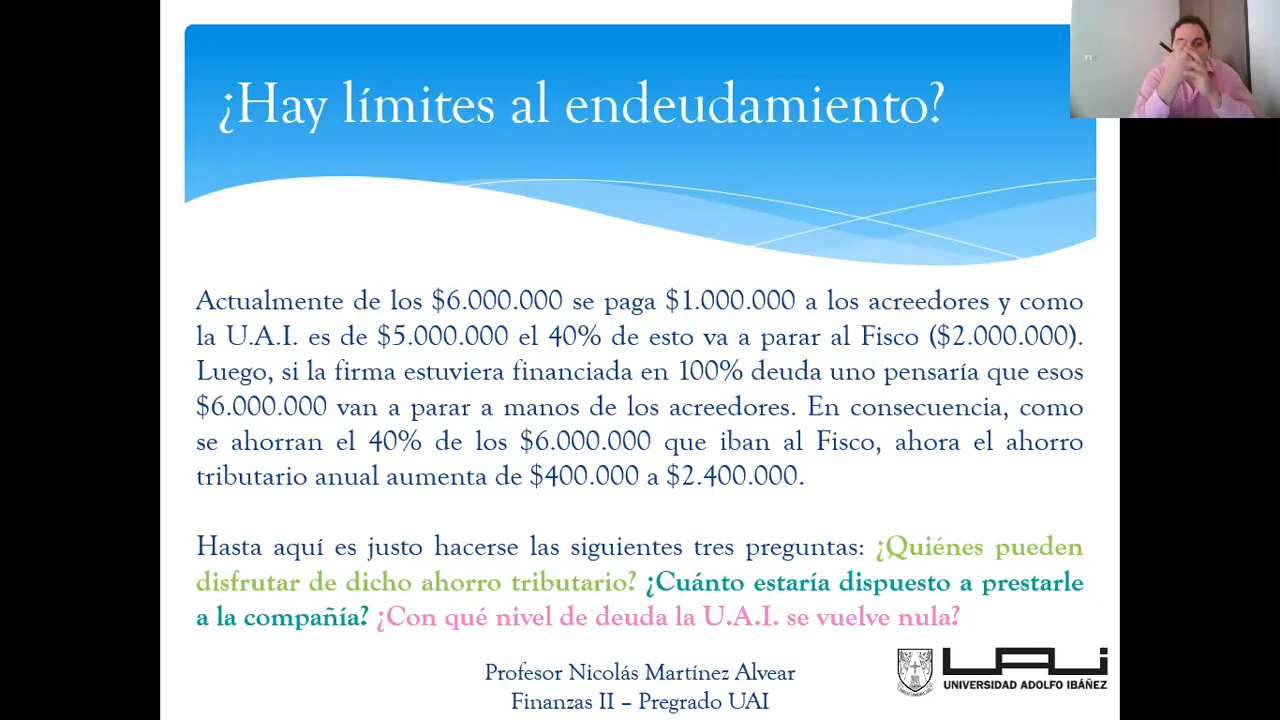 ¿Hay límites al endeudamiento?
Actualmente de los $6.000.000 se paga $1.000.000 a los acreedores y como
la U.A.I. es de $5.000.000 el 40% de esto va a parar al Fisco ($2.000.000).
Luego, si la firma estuviera financiada en 100% deuda uno pensaría que esos
$6.000.000 van a parar a manos de los acreedores. En consecuencia, como
se ahorran el 40% de los $6.000.000 que iban al Fisco, ahora el ahorro
tributario anual aumenta de $400.000 a $2.400.000.
Hasta aquí es justo hacerse las siguientes tres preguntas: ¿Quiénes pueden
disfrutar de dicho ahorro tributario? ¿Cuánto estaría dispuesto a prestarle
a la compañía? ¿Con qué nivel de deuda la U.A.I. se vuelve nula?
Profesor Nicolás Martínez Alvear
Finanzas II – Pregrado UAI
UAI
UNIVERSIDAD ADOLFO IBÁÑEZ